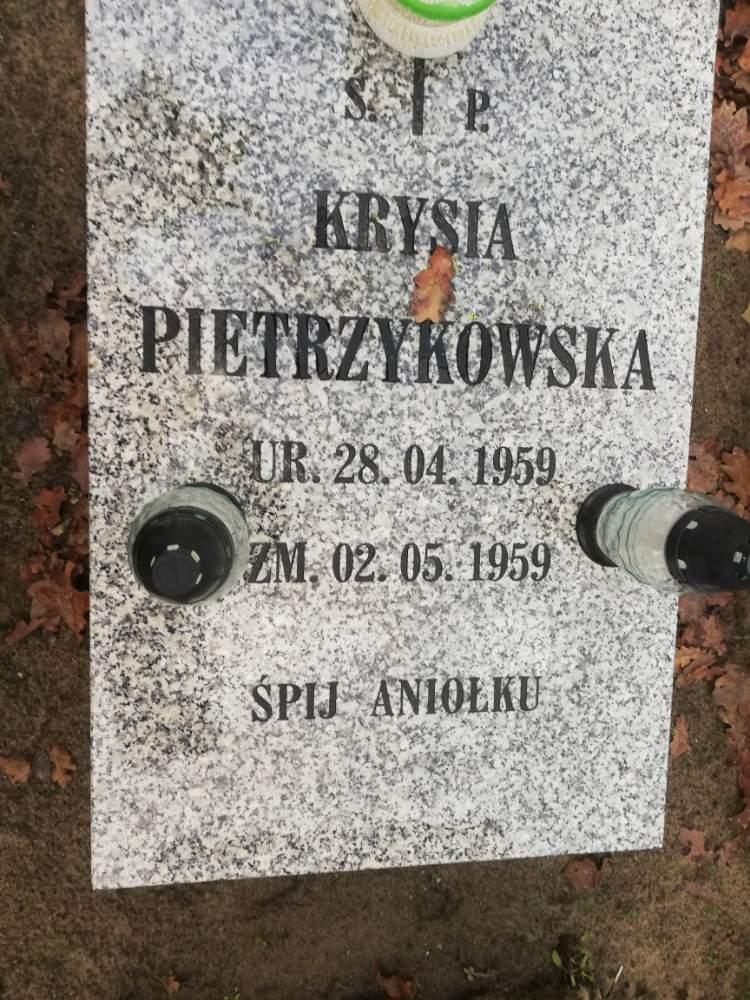 Ś. P.
KRYSIA
PIETRZYKOWSKA
UR. 28. 04. 1959
ZM. 02. 05. 1959
ŚPIJ ANIOŁKU